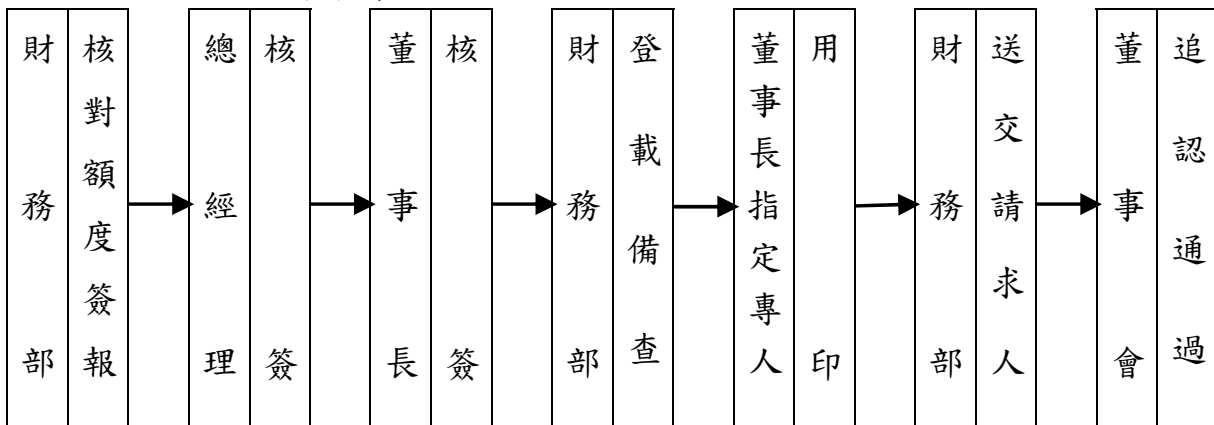 財務部
核對額度簽報
總經理
核簽
董事長
核簽
財務部
登載備查
董事長指定專人
用印
財務部
送交請求人
董事會
追認通過